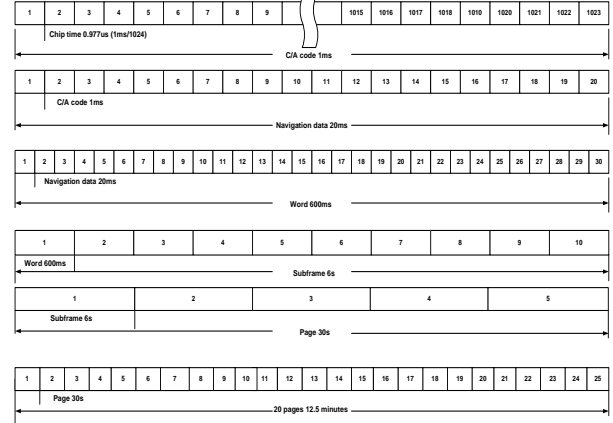 1 2 3 4 5 6 7 8 9 1015 1016 1017 1018 1010 1020 1021 1022 1023
Chip time 0.977us (1ms/1024)
C/A code 1ms
1 2 3 4 5 6 7 8 9 10 11 12 13 14 15 16 17 18 19 20
C/A code 1ms
Navigation data 20ms
1 2 3 4 5 6 7 8 9 10 11 12 13 14 15 16 17 18 19 20 21 22 23 24 25 26 27 28 29 30
Navigation data 20ms
Word 600ms
1 2 3 4 5 6 7 8 9 10
Word 600ms
Subframe 6s
1 2 3 4 5
Subframe 6s
Page 30s
1 2 3 4 5 6 7 8 9 10 11 12 13 14 15 16 17 18 19 20 21 22 23 24 25
Page 30s
20 pages 12.5 minutes